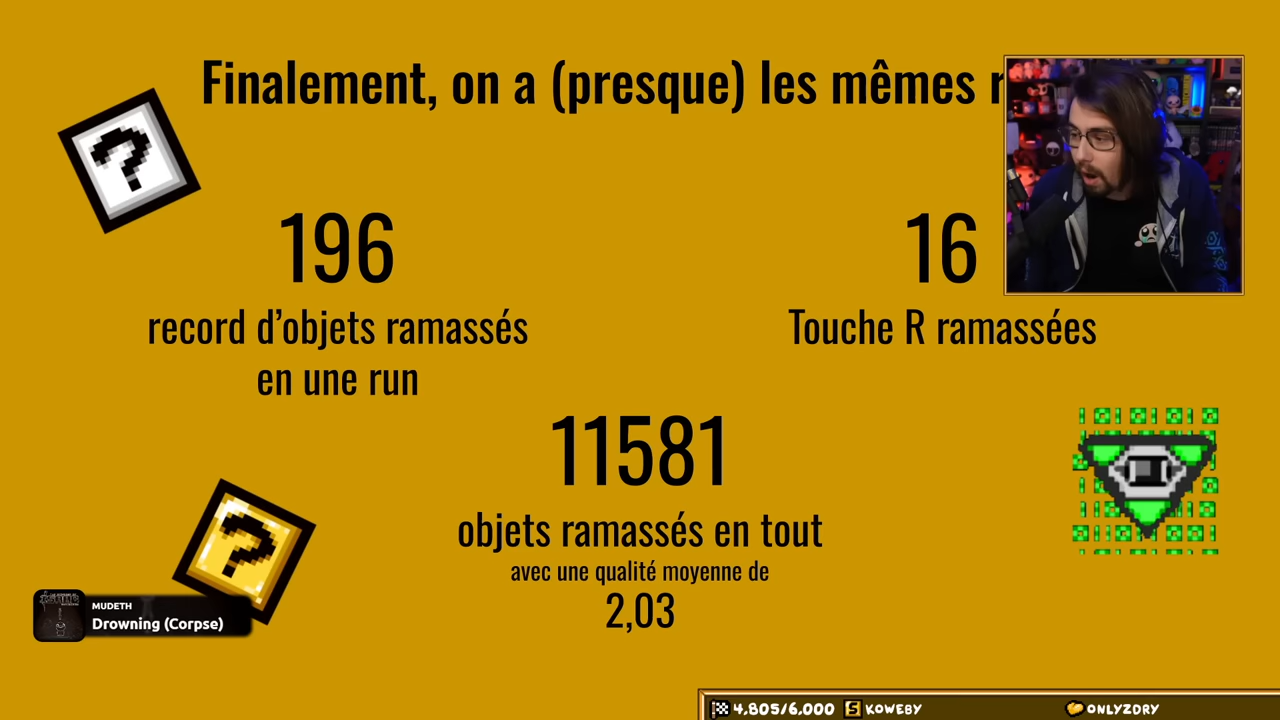 Finalement, on a (presque) les mêmes
196
record d’objets ramassés
en une run
16
Touche R ramassées
11581
objets ramassés en tout
avec une qualité moyenne de
2,03
MUDETH
Drowning (Corpse)
4,805/6,000 KOWEBY ONLYZDRY